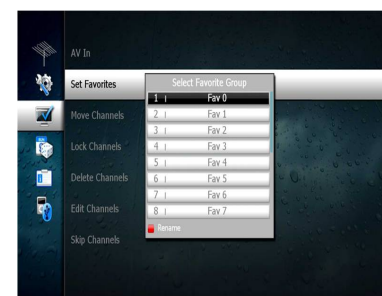 AV In
Set Favorites
Move Channels
Lock Channels
Delete Channels
Edit Channels
Skip Channels
Select Favorite Group
1 | Fav 0
2 | Fav 1
3 | Fav 2
4 | Fav 3
5 | Fav 4
6 | Fav 5
7 | Fav 6
8 | Fav 7
Rename